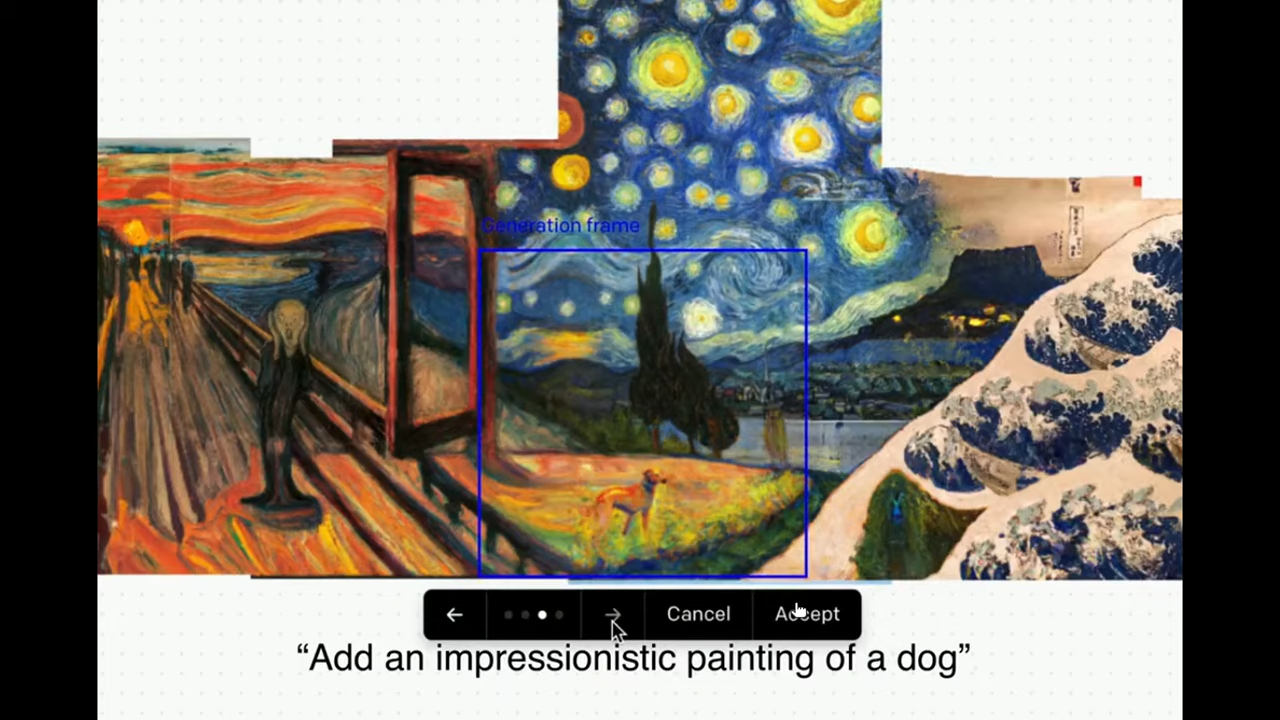 Generation frame
Cancel
Accept
“Add an impressionistic painting of a dog”